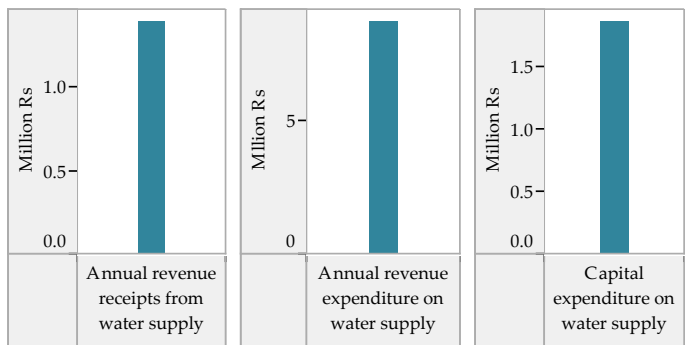 Million Rs
1.0
0.5
0.0
Annual revenue
receipts from
water supply
Mllion Rs
5
0
Annual revenue
expenditure on
water supply
Million Rs
1.5
1.0
0.5
0.0
Capital
expenditure on
water supply